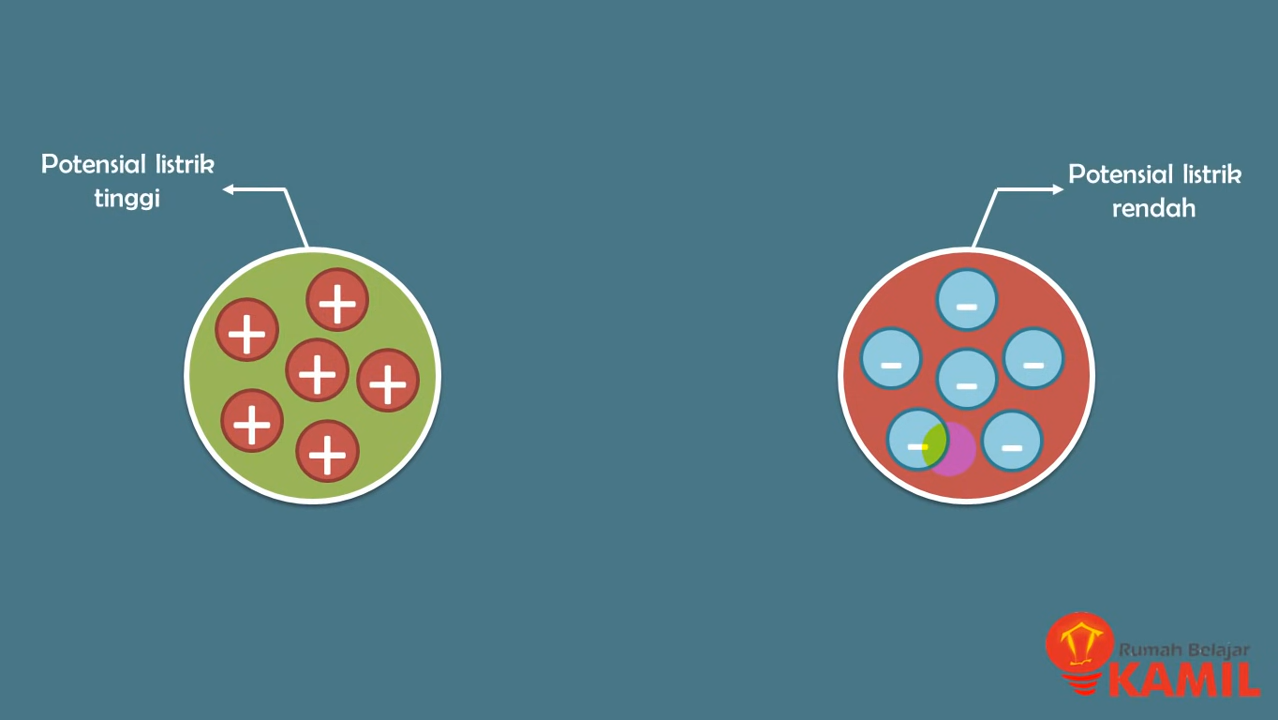 Potensial listrik
tinggi
Potensial listrik
rendah
+
+
+
+
+
+
-
-
-
-
-
-
Rumah Belajar
KAMIL